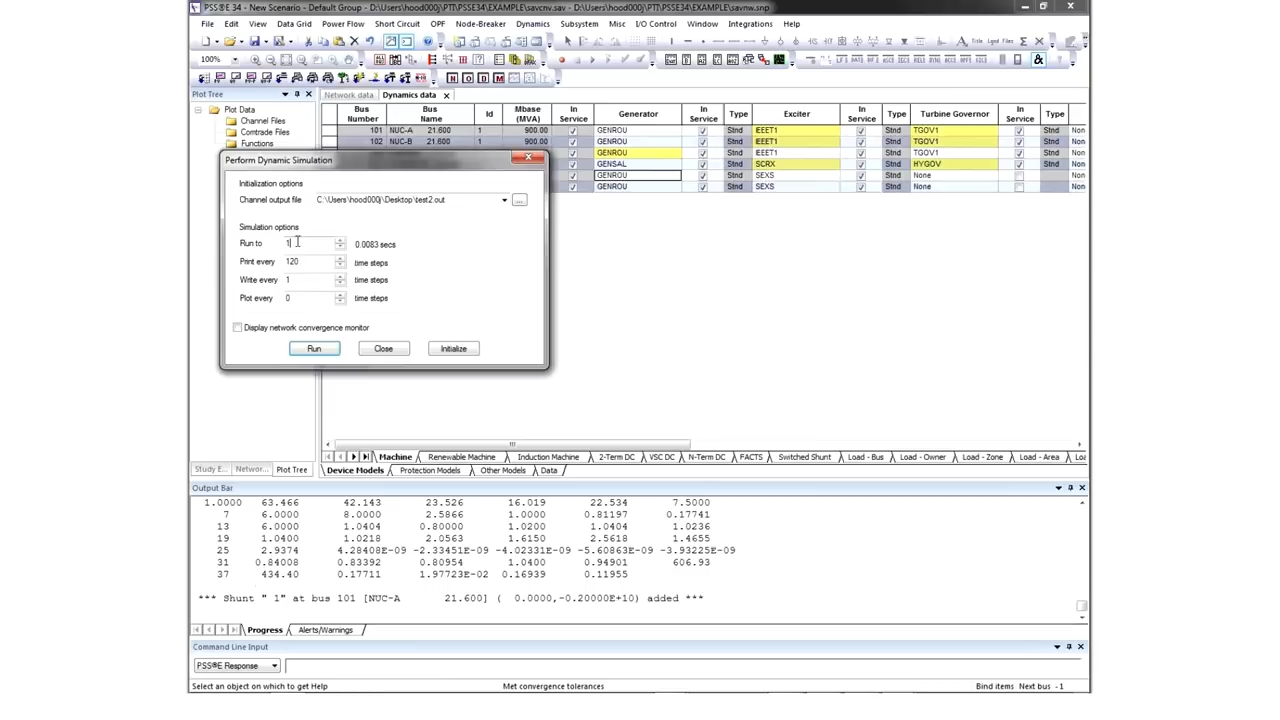 PSS®E 34 - New Scenario - Default Group - D:\Users\hood000j\PTI\PSSE34\EXAMPLE\savcnv.sav - D:\Users\hood000j\PTI\PSSE34\EXAMPLE\savnw.snp
File Edit View Data Grid Power Flow Short Circuit OPF Node-Breaker Dynamics Subsystem Misc I/O Control Window Integrations Help
100%
N O D M
Plot Tree
Network data Dynamics data
Plot Data
Channel Files
Comtrade Files
Functions
Bus Number Bus Name Id Mbase (MVA) In Service Generator In Service Type Exciter In Service Type Turbine Governor In Service Type
101 NUC-A 21.600 1 900.00 GENROU Stnd IEEET1 Stnd TGOV1 Stnd Non
102 NUC-B 21.600 1 900.00 GENROU Stnd IEEET1 Stnd TGOV1 Stnd Non
GENROU Stnd IEEET1 Stnd TGOV1 Stnd Non
GENSAL Stnd SCRX Stnd HYGOV Stnd Non
GENROU Stnd SEXS Stnd None Non
GENROU Stnd SEXS Stnd None Non
Perform Dynamic Simulation
Initialization options
Channel output file C:\Users\hood000j\Desktop\test2.out
Simulation options
Run to 1 0.0083 secs
Print every 120 time steps
Write every 1 time steps
Plot every 0 time steps
Display network convergence monitor
Run Close Initialize
Machine Renewable Machine Induction Machine 2-Term DC VSC DC N-Term DC FACTS Switched Shunt Load - Bus Load - Owner Load - Zone Load - Area Loa
Study E... Networ... Plot Tree
Device Models Protection Models Other Models Data
Output Bar
1.0000 63.466 42.143 23.526 16.019 22.534 7.5000
7 6.0000 8.0000 2.5866 1.0000 0.81197 0.17741
13 6.0000 1.0404 0.80000 1.0200 1.0404 1.0236
19 1.0400 1.0218 2.0563 1.6150 2.5618 1.4655
25 2.9374 4.28408E-09 -2.33451E-09 -4.02331E-09 -5.60863E-09 -3.93225E-09
31 0.84008 0.83392 0.80954 1.0400 0.94901 606.93
37 434.40 0.17711 1.97723E-02 0.16939 0.11955
*** Shunt " 1" at bus 101 [NUC-A 21.600] ( 0.0000,-0.20000E+10) added ***
Progress Alerts/Warnings
Command Line Input
PSS®E Response
Select an object on which to get Help Met convergence tolerances Bind items Next bus - 1